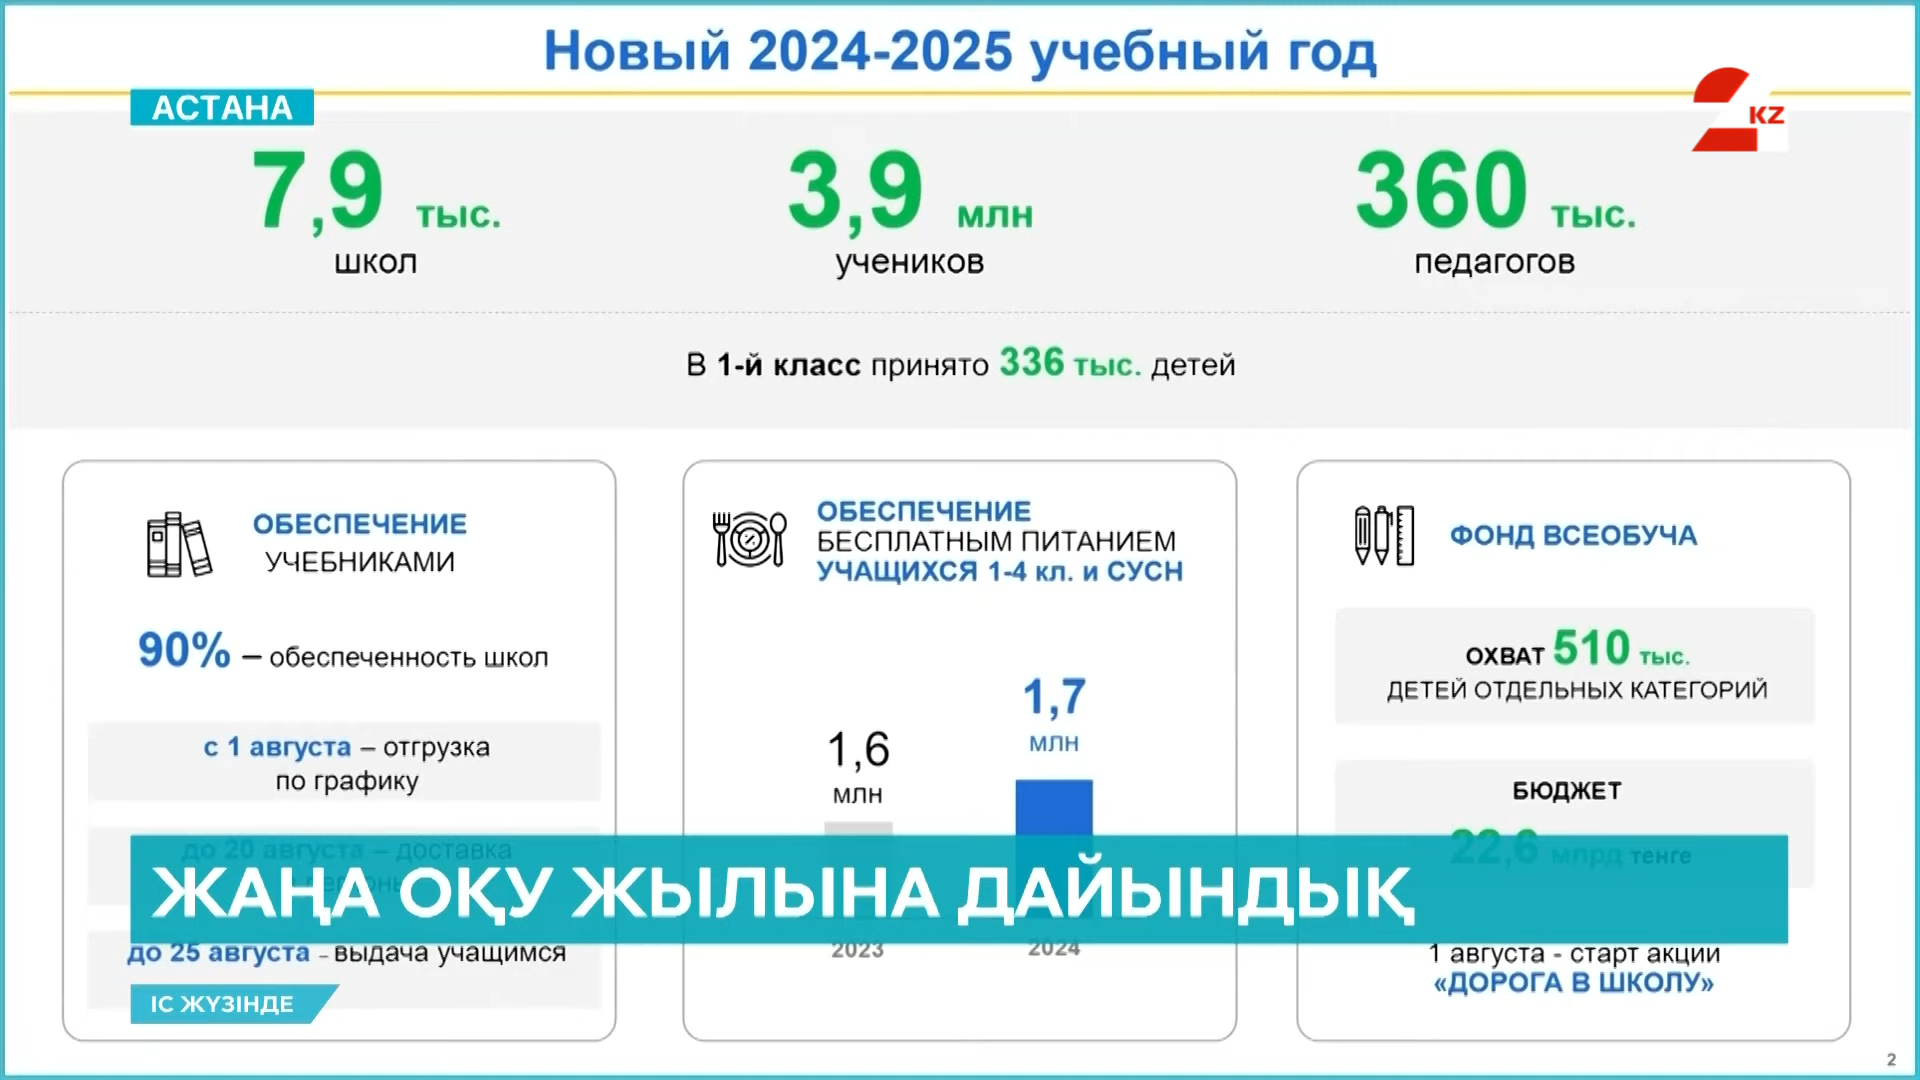 Новый 2024-2025 учебный год
АСТАНА
2 KZ
7,9 тыс.
школ
3,9 млн
учеников
360 тыс.
педагогов
В 1-й класс принято 336 тыс. детей
ОБЕСПЕЧЕНИЕ
УЧЕБНИКАМИ
90% – обеспеченность школ
с 1 августа – отгрузка
по графику
до 20 августа – доставка
до 25 августа - выдача учащимся
ОБЕСПЕЧЕНИЕ
БЕСПЛАТНЫМ ПИТАНИЕМ
УЧАЩИХСЯ 1-4 кл. и СУСН
1,6
млн
1,7
млн
2023
2024
ФОНД ВСЕОБУЧА
ОХВАТ 510 тыс.
ДЕТЕЙ ОТДЕЛЬНЫХ КАТЕГОРИЙ
БЮДЖЕТ
22,6 млрд тенге
1 августа - старт акции
«ДОРОГА В ШКОЛУ»
ЖАҢА ОҚУ ЖЫЛЫНА ДАЙЫНДЫҚ
ІС ЖҮЗІНДЕ
2